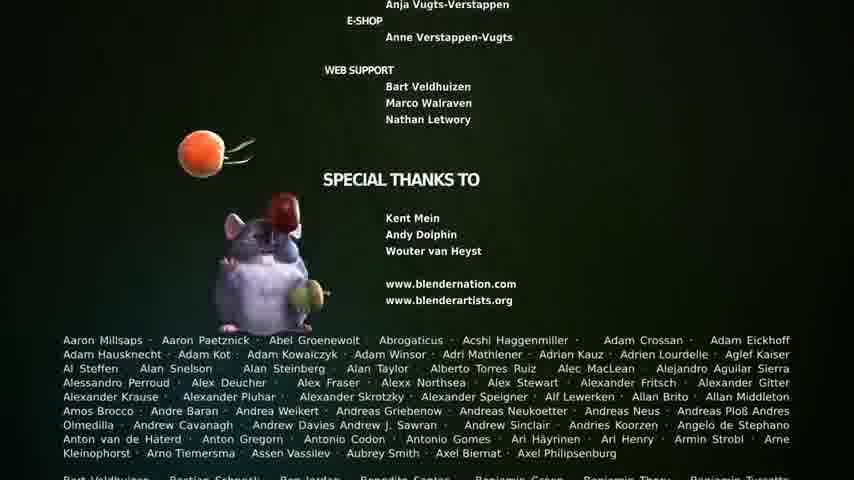 Anja Vugts-Verstappen
E-SHOP
Anne Verstappen-Vugts
WEB SUPPORT
Bart Veldhuizen
Marco Walraven
Nathan Letwory
SPECIAL THANKS TO
Kent Mein
Andy Dolphin
Wouter van Heyst
www.blendernation.com
www.blenderartists.org
Aaron Millsaps · Aaron Paetznick · Abel Groenewolt · Abrogaticus · Acshi Haggenmiller · Adam Crossan · Adam Eickhoff
Adam Hausknecht · Adam Kot · Adam Kowalczyk · Adam Winsor · Adri Mathlener · Adrian Kauz · Adrien Lourdelle · Aglef Kaiser
Al Steffen · Alan Snelson · Alan Steinberg · Alan Taylor · Alberto Torres Ruiz · Alec MacLean · Alejandro Aguilar Sierra
Alessandro Perroud · Alex Deucher · Alex Fraser · Alexx Northsea · Alex Stewart · Alexander Fritsch · Alexander Gitter
Alexander Krause · Alexander Pluhar · Alexander Skrotzky · Alexander Speigner · Alf Lewerken · Allan Brito · Allan Middleton
Amos Brocco · Andre Baran · Andrea Weikert · Andreas Griebenow · Andreas Neukoetter · Andreas Neus · Andreas Ploß Andres
Olmedilla · Andrew Cavanagh · Andrew Davies Andrew J. Sawran · Andrew Sinclair · Andries Koorzen · Angelo de Stephano
Anton van de Haterd · Anton Gregorn · Antonio Codon · Antonio Gomes · Ari Häyrinen · Ari Henry · Armin Strobl · Arne
Kleinophorst · Arno Tiemersma · Assen Vassilev · Aubrey Smith · Axel Biernat · Axel Philipsenburg